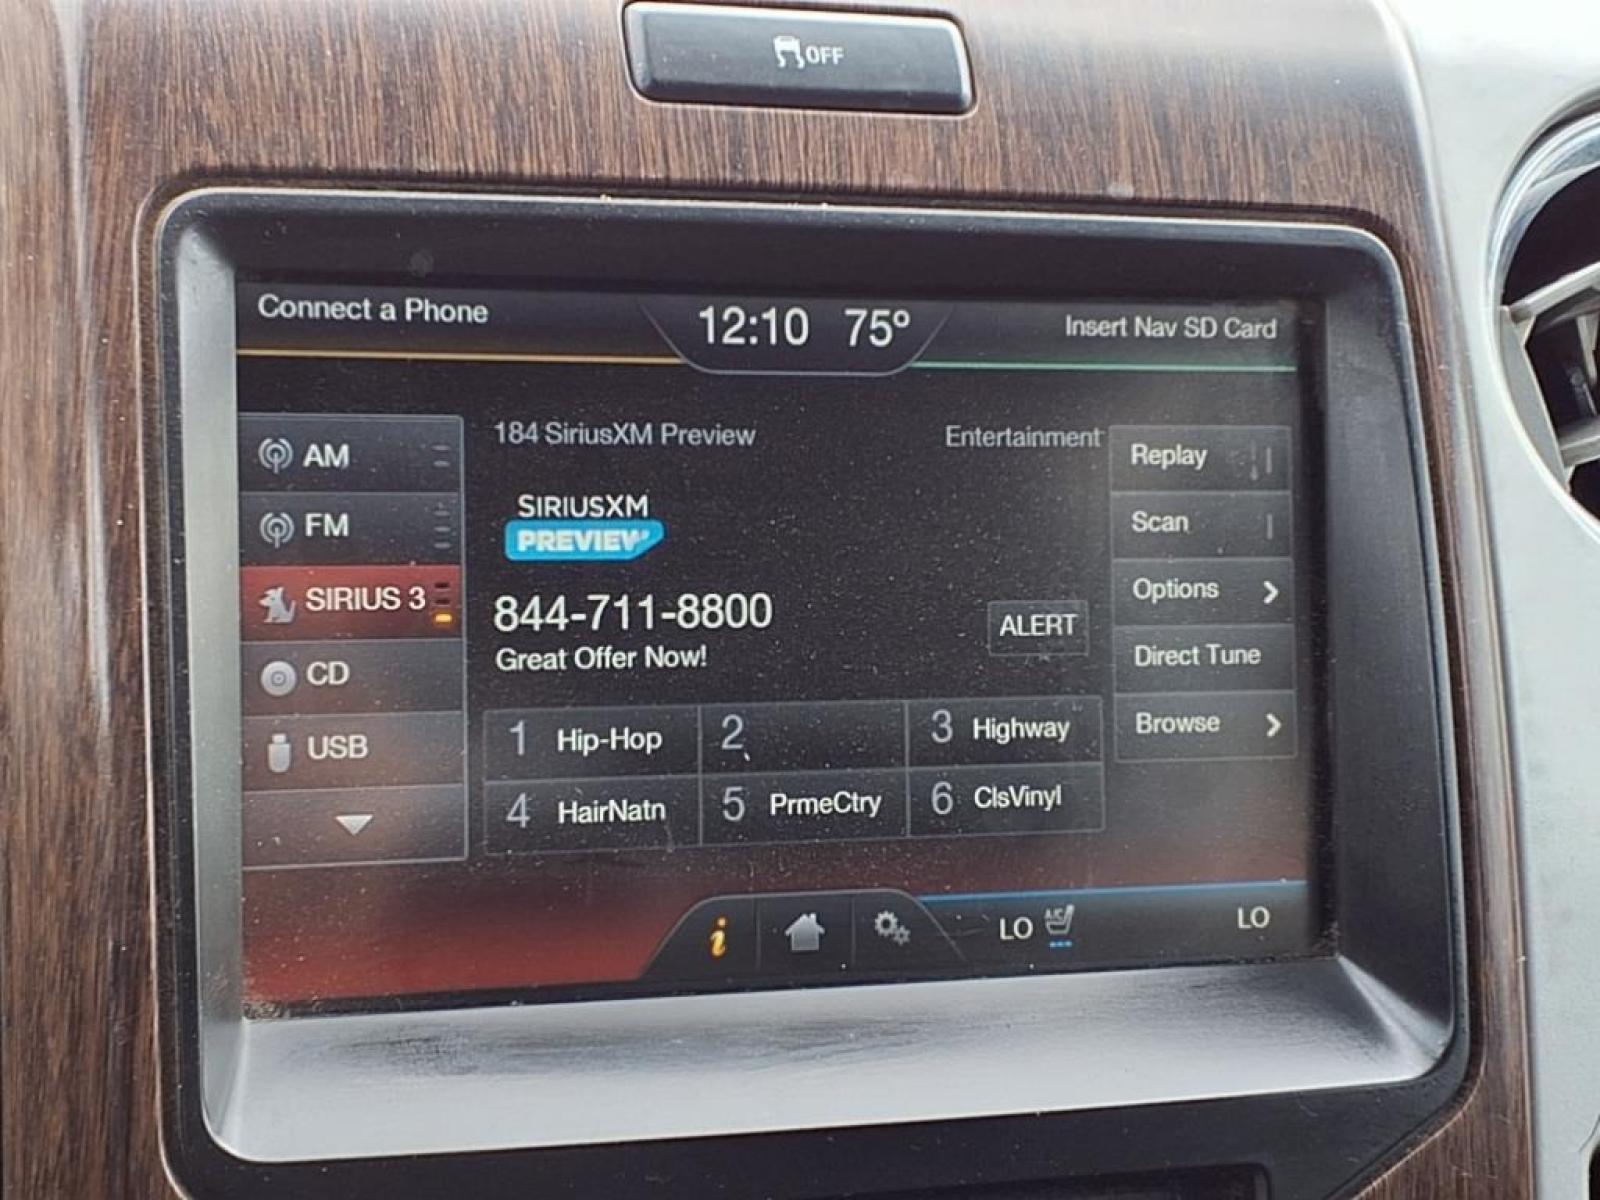 OFF
Connect a Phone
12:10 75°
Insert Nav SD Card
184 SiriusXM Preview
Entertainment
AM
FM
SIRIUS 3
CD
USB
SIRIUSXM
PREVIEW
844-711-8800
Great Offer Now!
ALERT
1 Hip-Hop
2
3 Highway
4 HairNatn
5 PrmeCtry
6 ClsVinyl
Replay
Scan
Options
Direct Tune
Browse
i
LO
A/C
LO